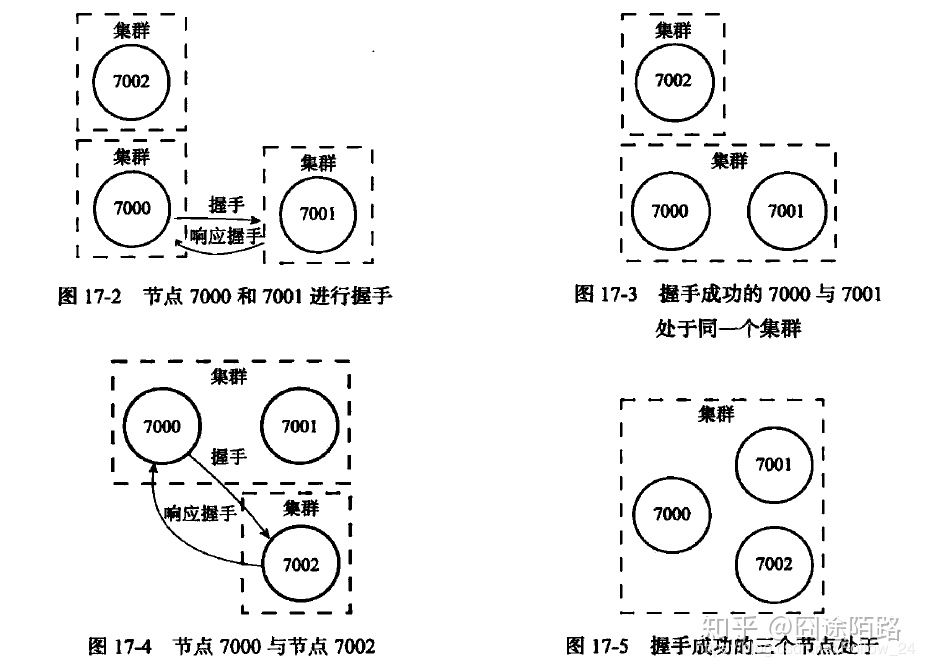 集群
7002
集群
7000
握手
响应握手
集群
7001
图 17-2 节点 7000 和 7001 进行握手
集群
7002
集群
7000
7001
图 17-3 握手成功的 7000 与 7001
处于同一个集群
集群
7000
7001
握手
响应握手
集群
7002
图 17-4 节点 7000 与节点 7002
集群
7001
7000
7002
图 17-5 握手成功的三个节点处于
知乎 @囧途陌路